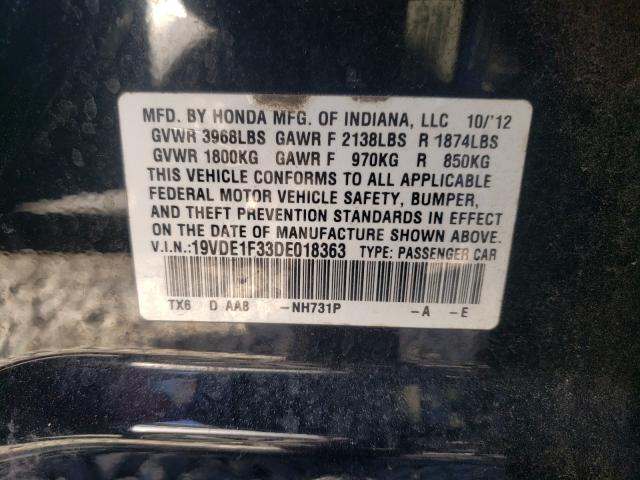 MFD. BY HONDA MFG. OF INDIANA, LLC 10/'12
GVWR 3968LBS GAWR F 2138LBS R 1874LBS
GVWR 1800KG GAWR F 970KG R 850KG
THIS VEHICLE CONFORMS TO ALL APPLICABLE
FEDERAL MOTOR VEHICLE SAFETY, BUMPER,
AND THEFT PREVENTION STANDARDS IN EFFECT
ON THE DATE OF MANUFACTURE SHOWN ABOVE.
V.I.N.:19VDE1F33DE018363 TYPE: PASSENGER CAR
TX6 D AA8 -NH731P -A -E